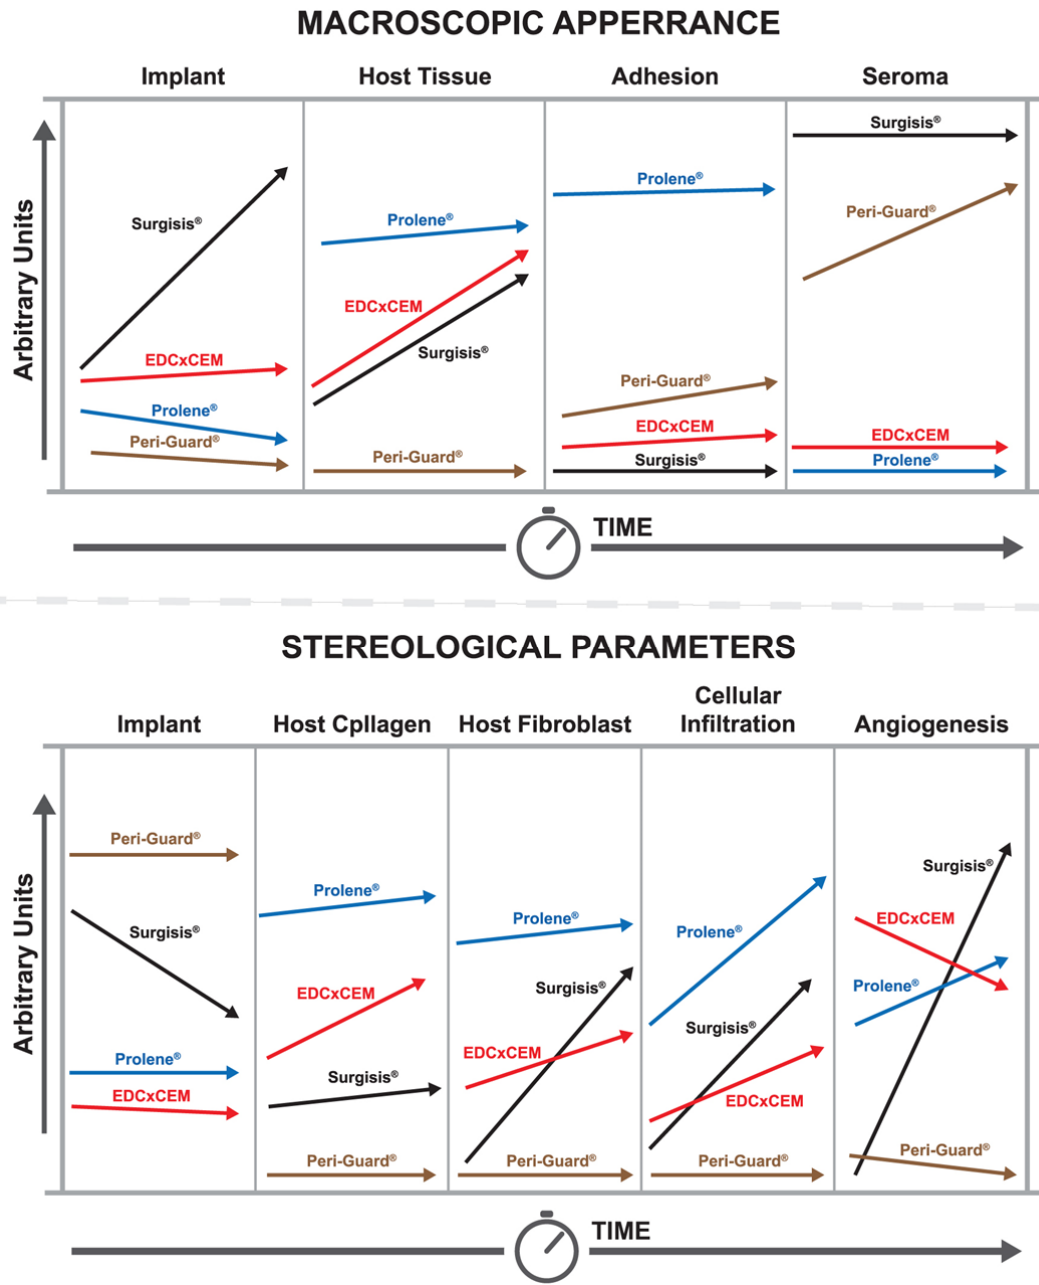 MACROSCOPIC APPERRANCE
Implant
Host Tissue
Adhesion
Seroma
Arbitrary Units
Surgisis®
EDCxCEM
Prolene®
Peri-Guard®
Prolene®
EDCxCEM
Surgisis®
Peri-Guard®
Prolene®
Peri-Guard®
EDCxCEM
Surgisis®
Surgisis®
Peri-Guard®
EDCxCEM
Prolene®
TIME
STEREOLOGICAL PARAMETERS
Implant
Host Cpllagen
Host Fibroblast
Cellular
Infiltration
Angiogenesis
Arbitrary Units
Peri-Guard®
Surgisis®
Prolene®
EDCxCEM
Prolene®
EDCxCEM
Surgisis®
Peri-Guard®
Prolene®
Surgisis®
EDCxCEM
Peri-Guard®
Prolene®
Surgisis®
EDCxCEM
Peri-Guard®
Surgisis®
EDCxCEM
Prolene®
Peri-Guard®
TIME